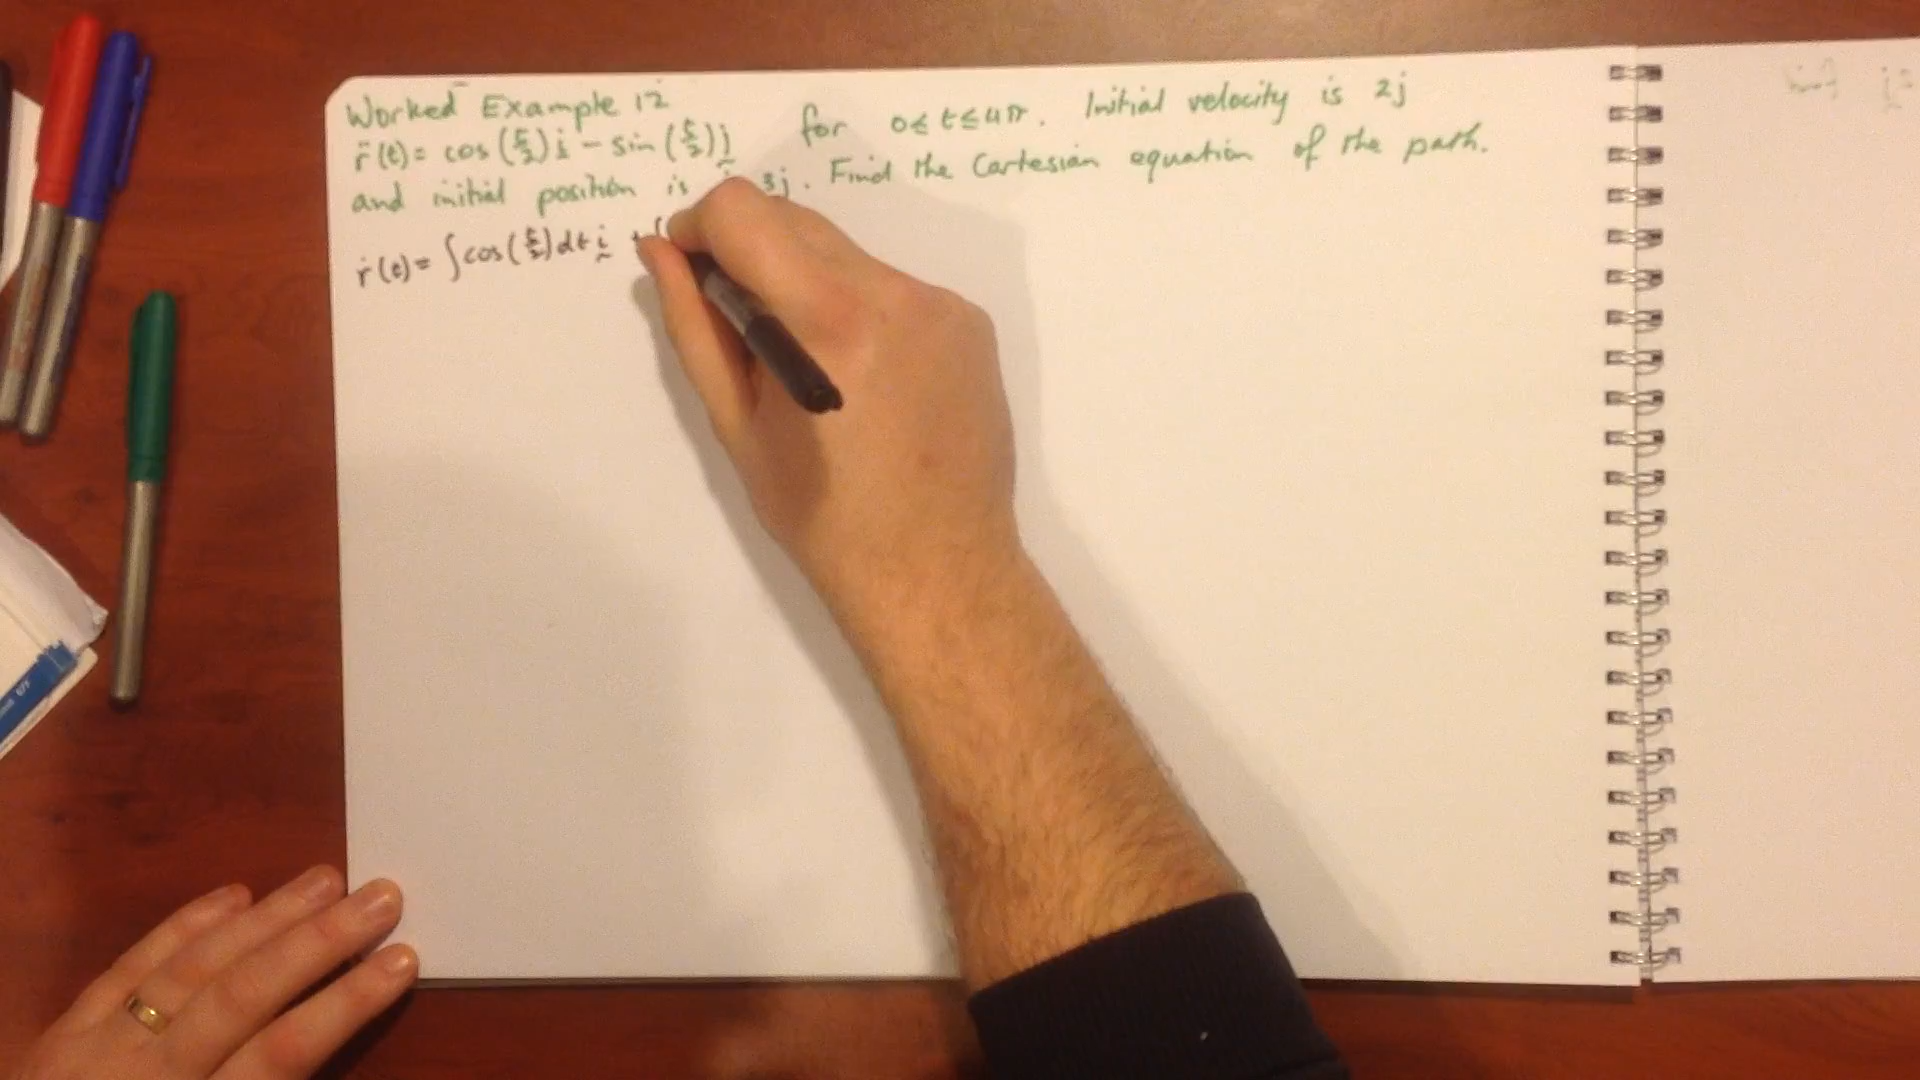 Worked Example 12
r̈(t) = cos(t/2)i − sin(t/2)j for 0 ≤ t ≤ 4π. Initial velocity is 2j
and initial position is 3j. Find the Cartesian equation of the path.
ṙ(t) = ∫cos(t/2)dt i + ∫